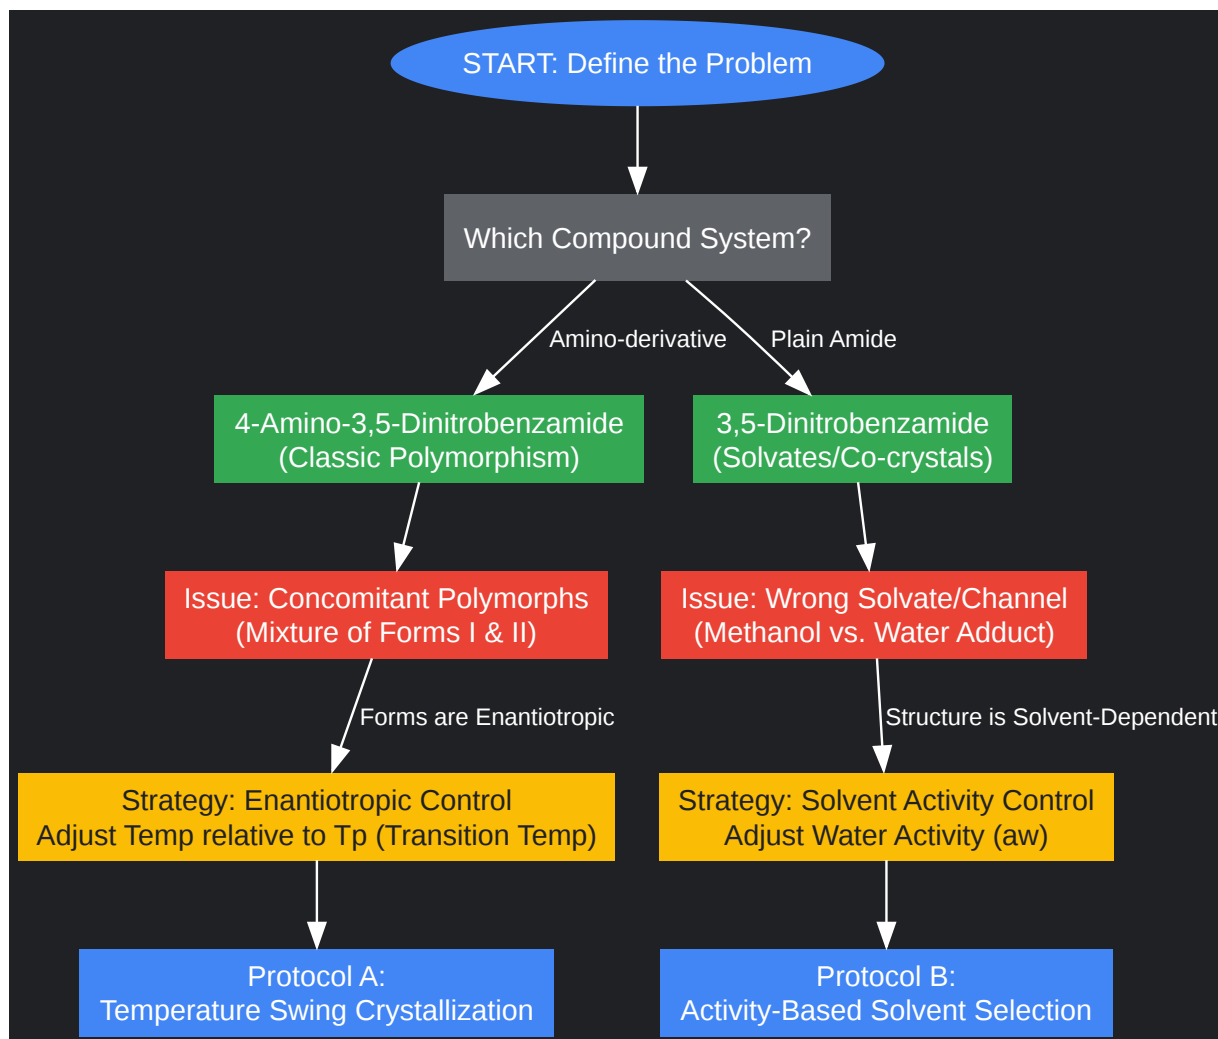 START: Define the Problem
Which Compound System?
Amino-derivative
Plain Amide
4-Amino-3,5-Dinitrobenzamide
(Classic Polymorphism)
3,5-Dinitrobenzamide
(Solvates/Co-crystals)
Issue: Concomitant Polymorphs
(Mixture of Forms I & II)
Issue: Wrong Solvate/Channel
(Methanol vs. Water Adduct)
Forms are Enantiotropic
Structure is Solvent-Dependent
Strategy: Enantiotropic Control
Adjust Temp relative to Tp (Transition Temp)
Strategy: Solvent Activity Control
Adjust Water Activity (aw)
Protocol A:
Temperature Swing Crystallization
Protocol B:
Activity-Based Solvent Selection